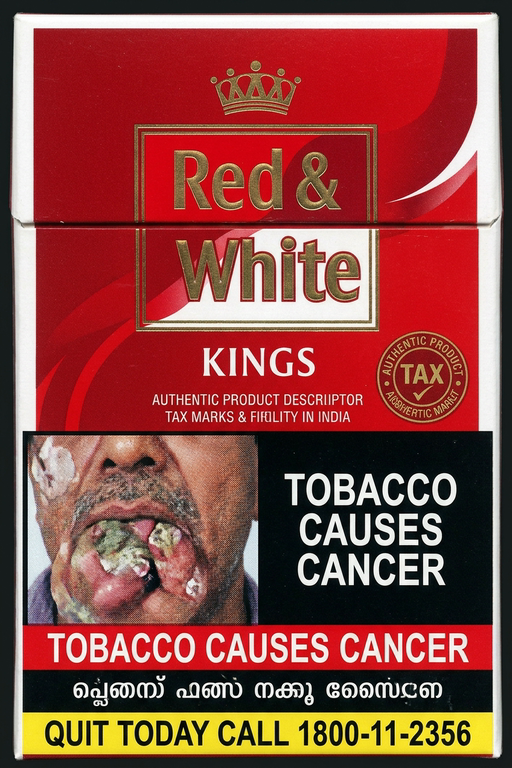 Red &
White
KINGS
AUTHENTIC PRODUCT DESCRIIPTOR
TAX MARKS & IN INDIA
AUTHENTIC PRODUCT
TAX
TOBACCO
CAUSES
CANCER
TOBACCO CAUSES CANCER
QUIT TODAY CALL 1800-11-2356